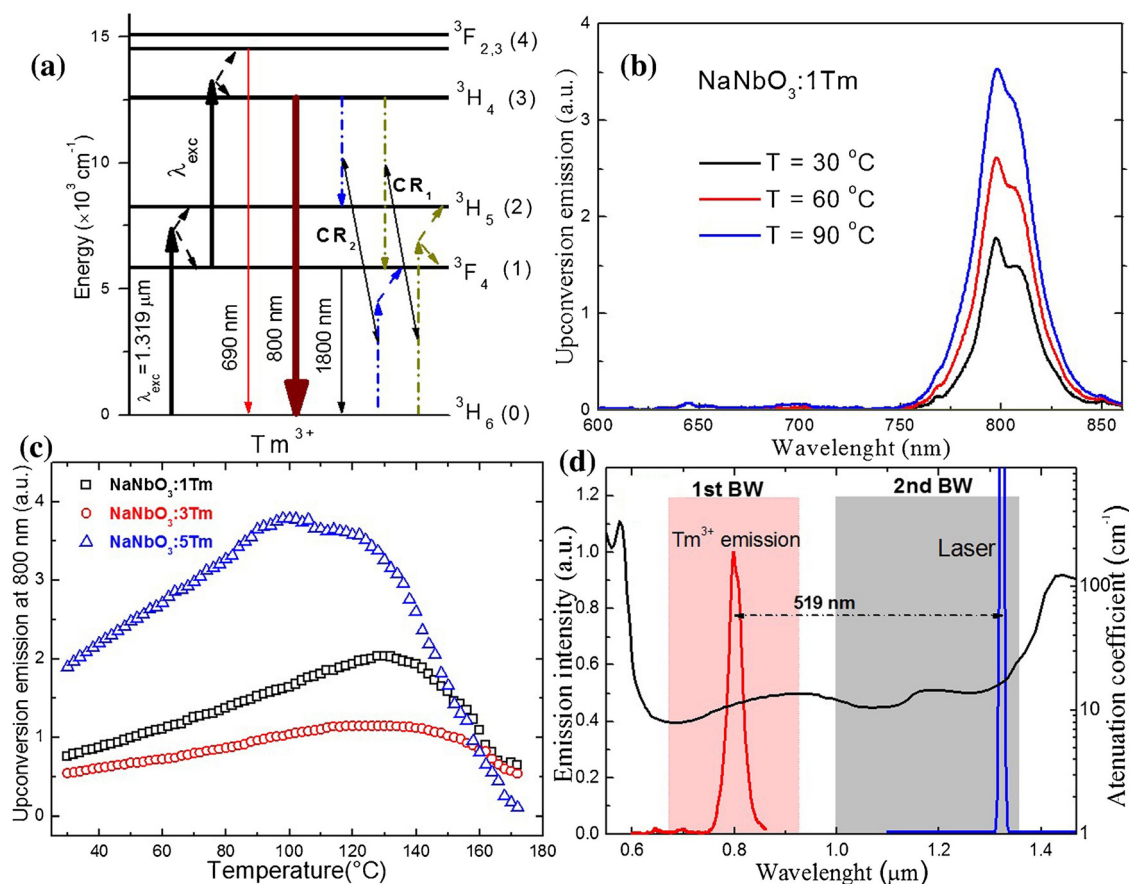 (a)
15
10
5
0
Energy (×10³ cm⁻¹)
³F₂,₃ (4)
³H₄ (3)
³H₅ (2)
³F₄ (1)
³H₆ (0)
λexc
λexc = 1.319 μm
690 nm
800 nm
1800 nm
CR₁
CR₂
Tm³⁺
(b)
4
3
2
1
0
Upconversion emission (a.u.)
NaNbO₃:1Tm
T = 30 °C
T = 60 °C
T = 90 °C
600 650 700 750 800 850
Wavelenght (nm)
(c)
NaNbO₃:1Tm
NaNbO₃:3Tm
NaNbO₃:5Tm
4
3
2
1
0
Upconversion emission at 800 nm (a.u.)
40 60 80 100 120 140 160 180
Temperature(°C)
(d)
1st BW 2nd BW
Tm³⁺ emission
Laser
519 nm
1.2
1.0
0.8
0.6
0.4
0.2
0.0
Emission intensity (a.u.)
100
10
1
Atenuation coefficient (cm⁻¹)
0.6 0.8 1.0 1.2 1.4
Wavelenght (μm)